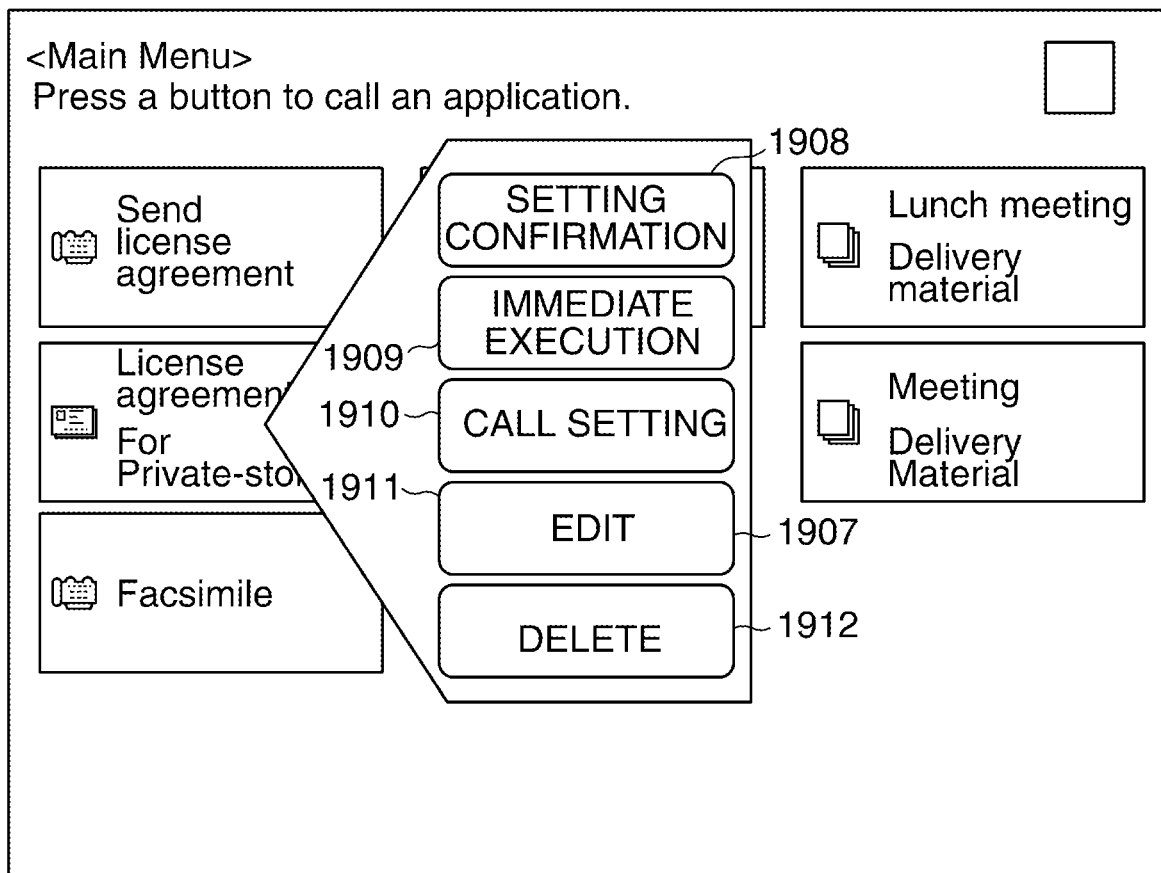 <Main Menu>
Press a button to call an application.
Send
license
agreement
License
agreemen
For
Private-sto
Facsimile
1908
SETTING
CONFIRMATION
IMMEDIATE
EXECUTION
1909
1910
CALL SETTING
1911
EDIT
1907
DELETE
1912
Lunch meeting
Delivery
material
Meeting
Delivery
Material